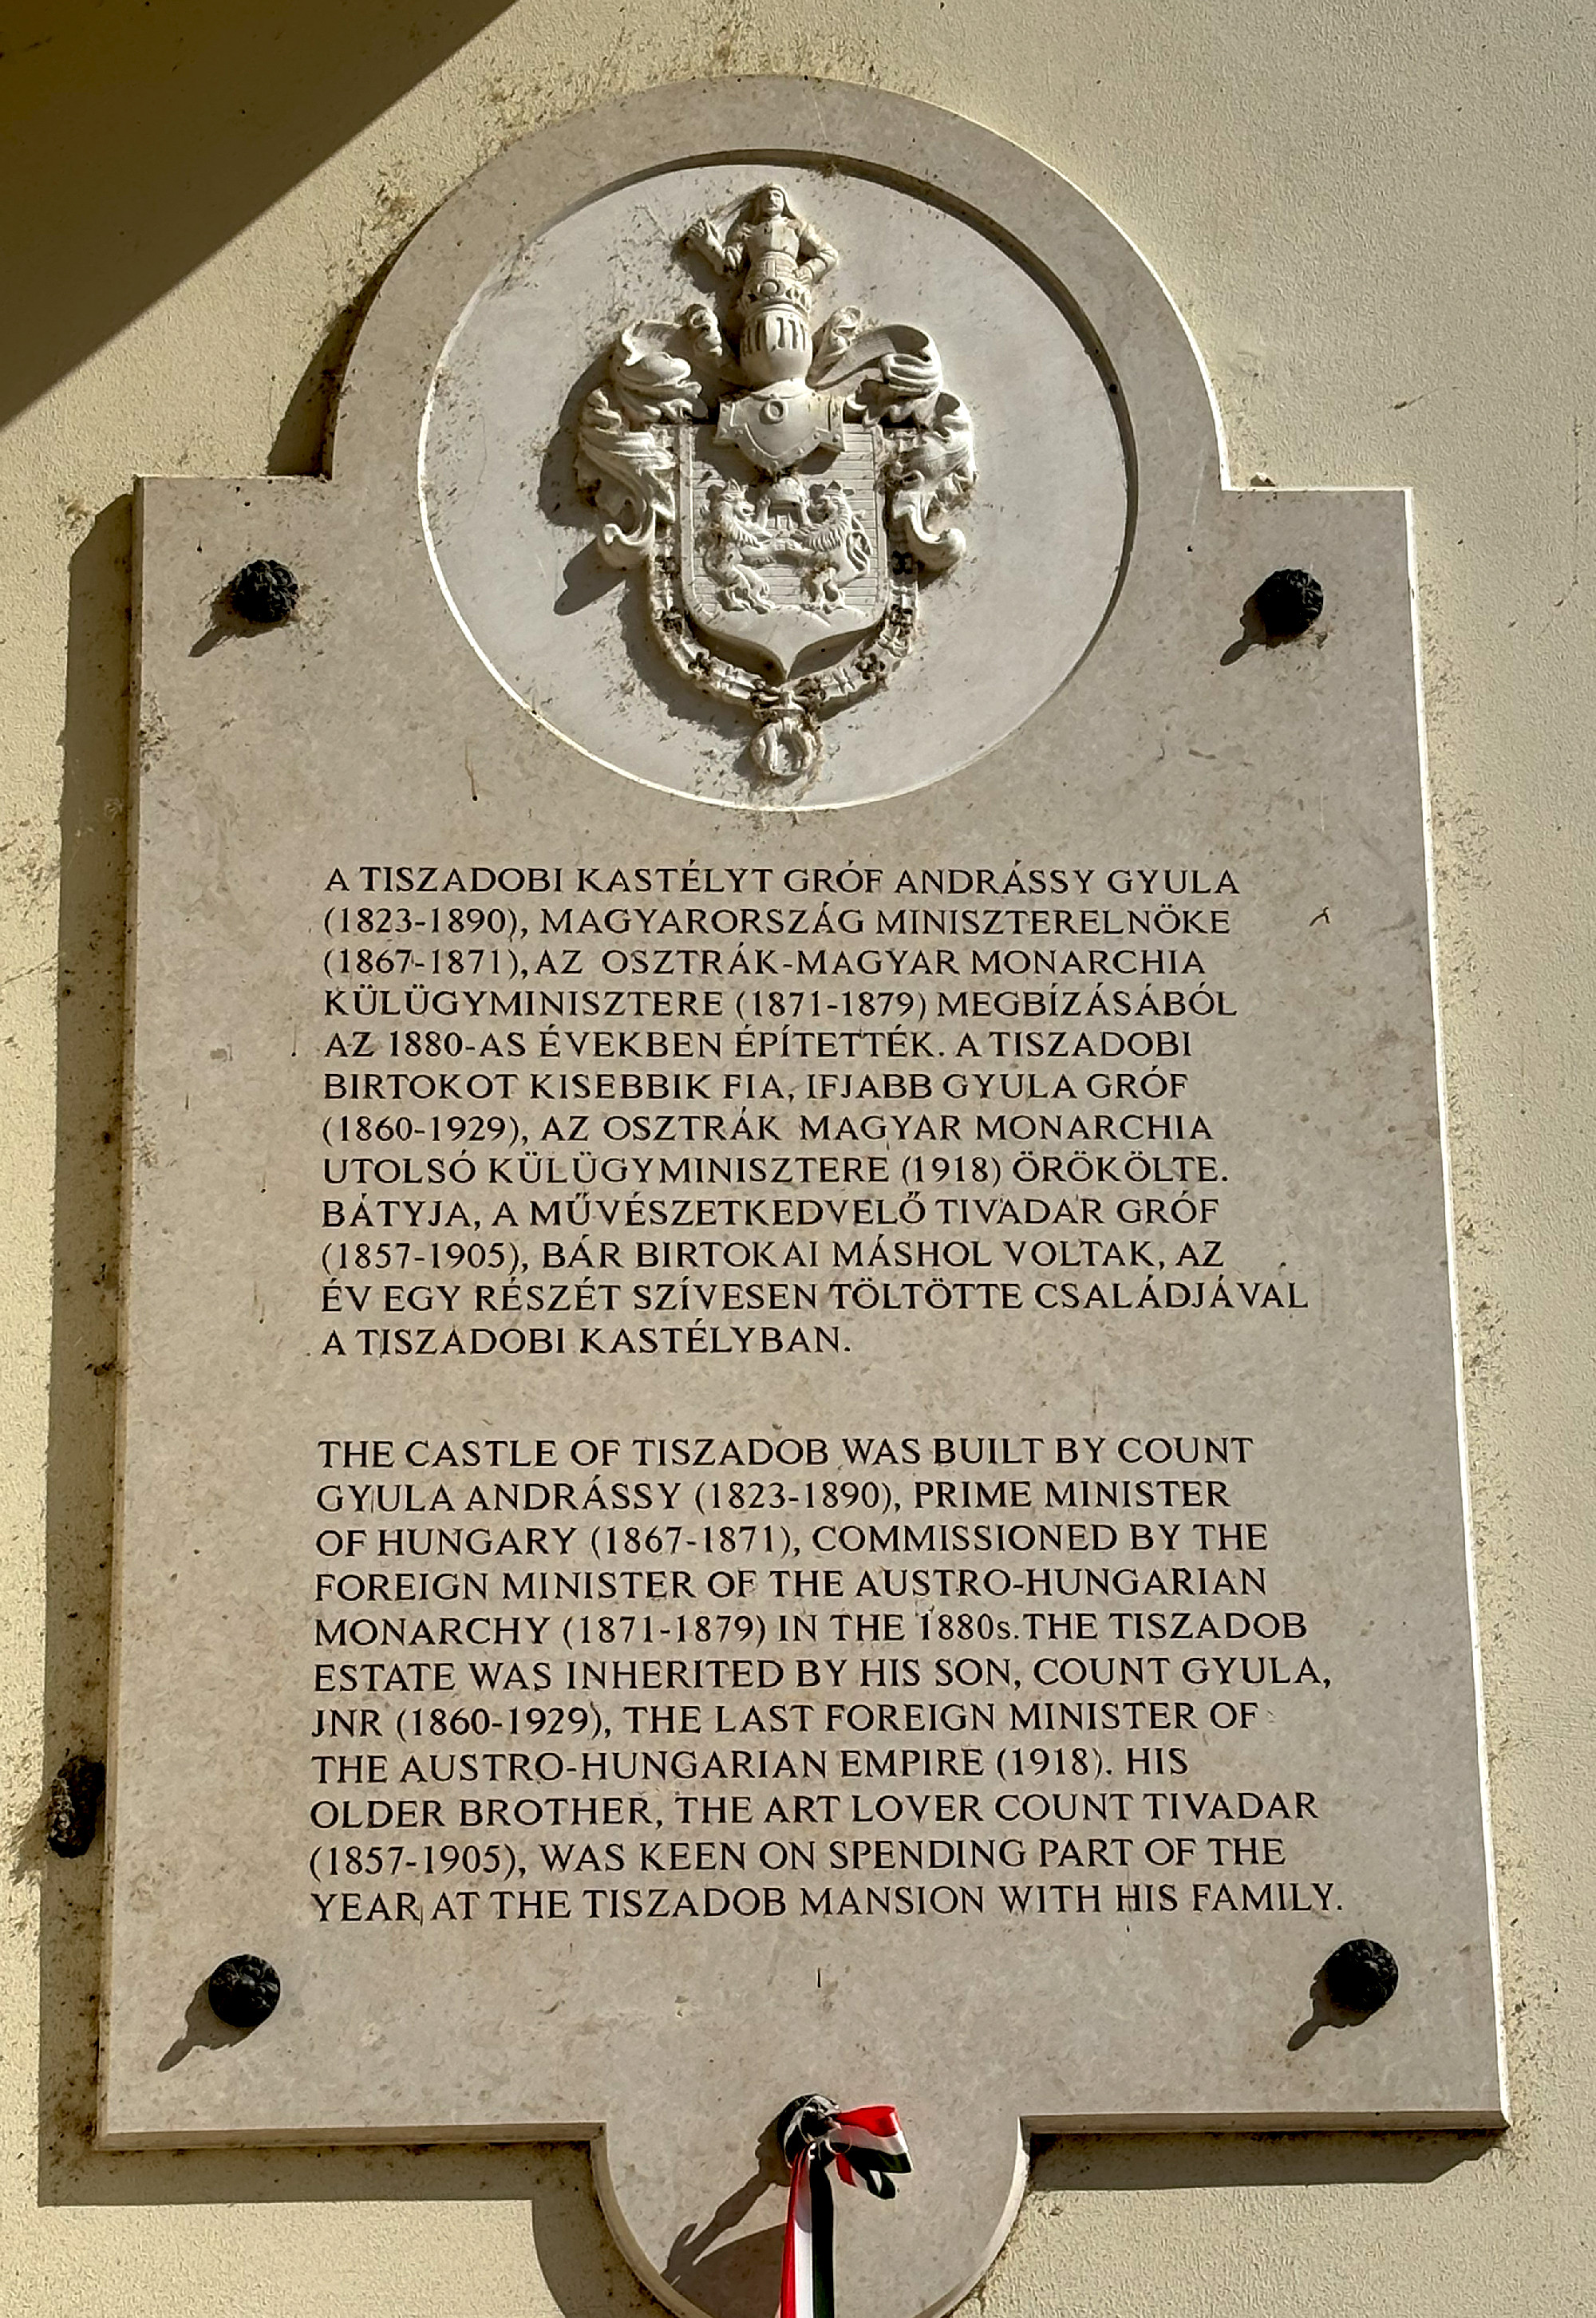 A TISZADOBI KASTÉLYT GRÓF ANDRÁSSY GYULA
(1823-1890), MAGYARORSZÁG MINISZTERELNÖKE
(1867-1871), AZ OSZTRÁK-MAGYAR MONARCHIA
KÜLÜGYMINISZTERE (1871-1879) MEGBÍZÁSÁBÓL
AZ 1880-AS ÉVEKBEN ÉPÍTETTÉK. A TISZADOBI
BIRTOKOT KISEBBIK FIA, IFJABB GYULA GRÓF
(1860-1929), AZ OSZTRÁK MAGYAR MONARCHIA
UTOLSÓ KÜLÜGYMINISZTERE (1918) ÖRÖKÖLTE.
BÁTYJA, A MŰVÉSZETKEDVELŐ TIVADAR GRÓF
(1857-1905), BÁR BIRTOKAI MÁSHOL VOLTAK, AZ
ÉV EGY RÉSZÉT SZÍVESEN TÖLTÖTTE CSALÁDJÁVAL
A TISZADOBI KASTÉLYBAN.
THE CASTLE OF TISZADOB WAS BUILT BY COUNT
GYULA ANDRÁSSY (1823-1890), PRIME MINISTER
OF HUNGARY (1867-1871), COMMISSIONED BY THE
FOREIGN MINISTER OF THE AUSTRO-HUNGARIAN
MONARCHY (1871-1879) IN THE 1880s. THE TISZADOB
ESTATE WAS INHERITED BY HIS SON, COUNT GYULA,
JNR (1860-1929), THE LAST FOREIGN MINISTER OF
THE AUSTRO-HUNGARIAN EMPIRE (1918). HIS
OLDER BROTHER, THE ART LOVER COUNT TIVADAR
(1857-1905), WAS KEEN ON SPENDING PART OF THE
YEAR AT THE TISZADOB MANSION WITH HIS FAMILY.